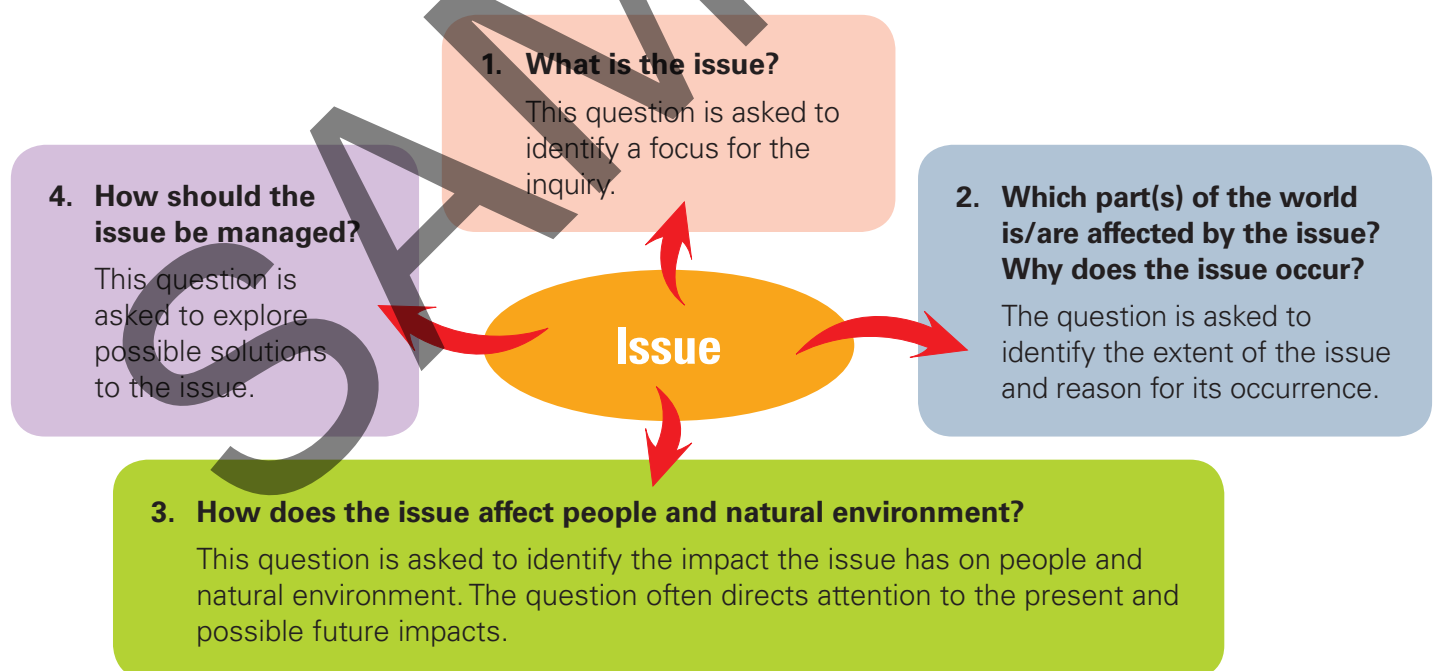 1. What is the issue?
This question is asked to
identify a focus for the
inquiry.
2. Which part(s) of the world
is/are affected by the issue?
Why does the issue occur?
The question is asked to
identify the extent of the issue
and reason for its occurrence.
3. How does the issue affect people and natural environment?
This question is asked to identify the impact the issue has on people and
natural environment. The question often directs attention to the present and
possible future impacts.
4. How should the
issue be managed?
This question is
asked to explore
possible solutions
to the issue.
Issue
SAM